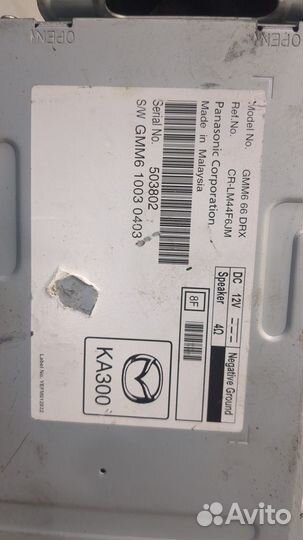 OPEN
OPEN
Model No. GMM6 66 DRX
Ref.No. CR-LM44F6JM
Panasonic Corporation
Made in Malaysia
Serial No. 503802
S/W GMM6 1003 0403
DC 12V
Negative Ground
Speaker 4Ω
8F
KA300
Avito